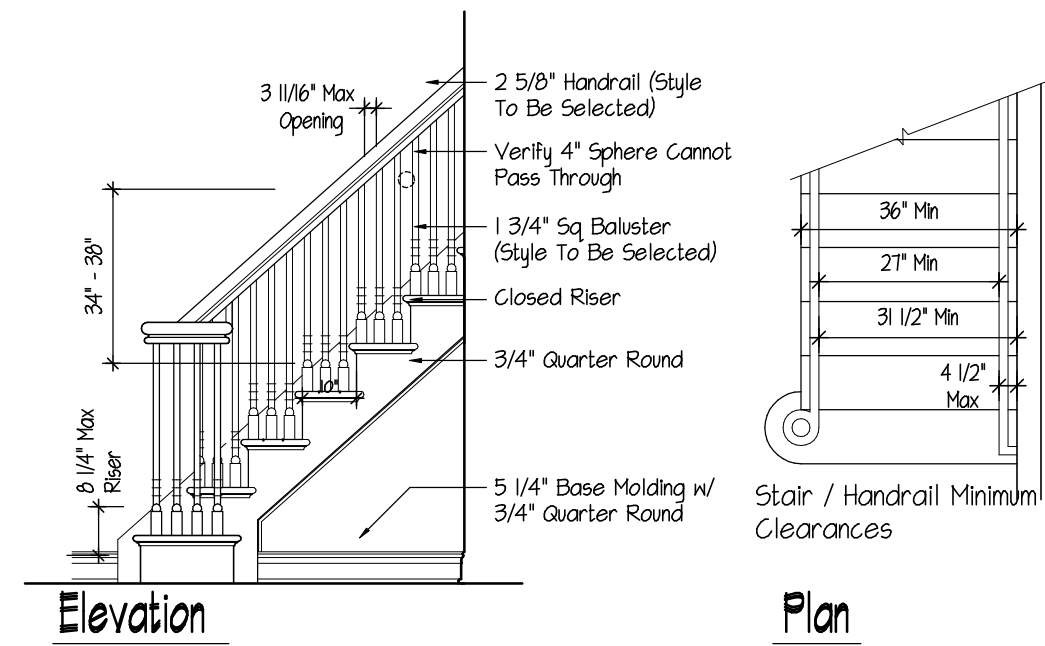 3 11/16" Max
Opening
2 5/8" Handrail (Style
To Be Selected)
Verify 4" Sphere Cannot
Pass Through
1 3/4" Sq Baluster
(Style To Be Selected)
Closed Riser
3/4" Quarter Round
5 1/4" Base Molding w/
3/4" Quarter Round
34" - 38"
10"
8 1/4" Max
Riser
Elevation
36" Min
27" Min
31 1/2" Min
4 1/2"
Max
Stair / Handrail Minimum
Clearances
Plan